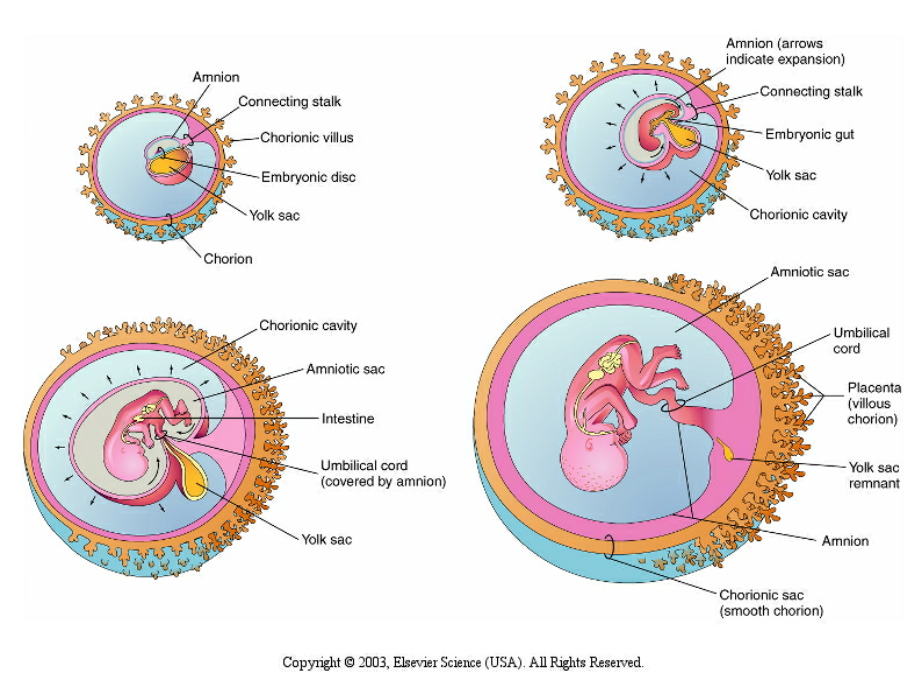 Amnion
Connecting stalk
Chorionic villus
Embryonic disc
Yolk sac
Chorion
Amnion (arrows
indicate expansion)
Connecting stalk
Embryonic gut
Yolk sac
Chorionic cavity
Chorionic cavity
Amniotic sac
Intestine
Umbilical cord
(covered by amnion)
Yolk sac
Amniotic sac
Umbilical
cord
Placenta
(villous
chorion)
Yolk sac
remnant
Amnion
Chorionic sac
(smooth chorion)
Copyright © 2003, Elsevier Science (USA). All Rights Reserved.